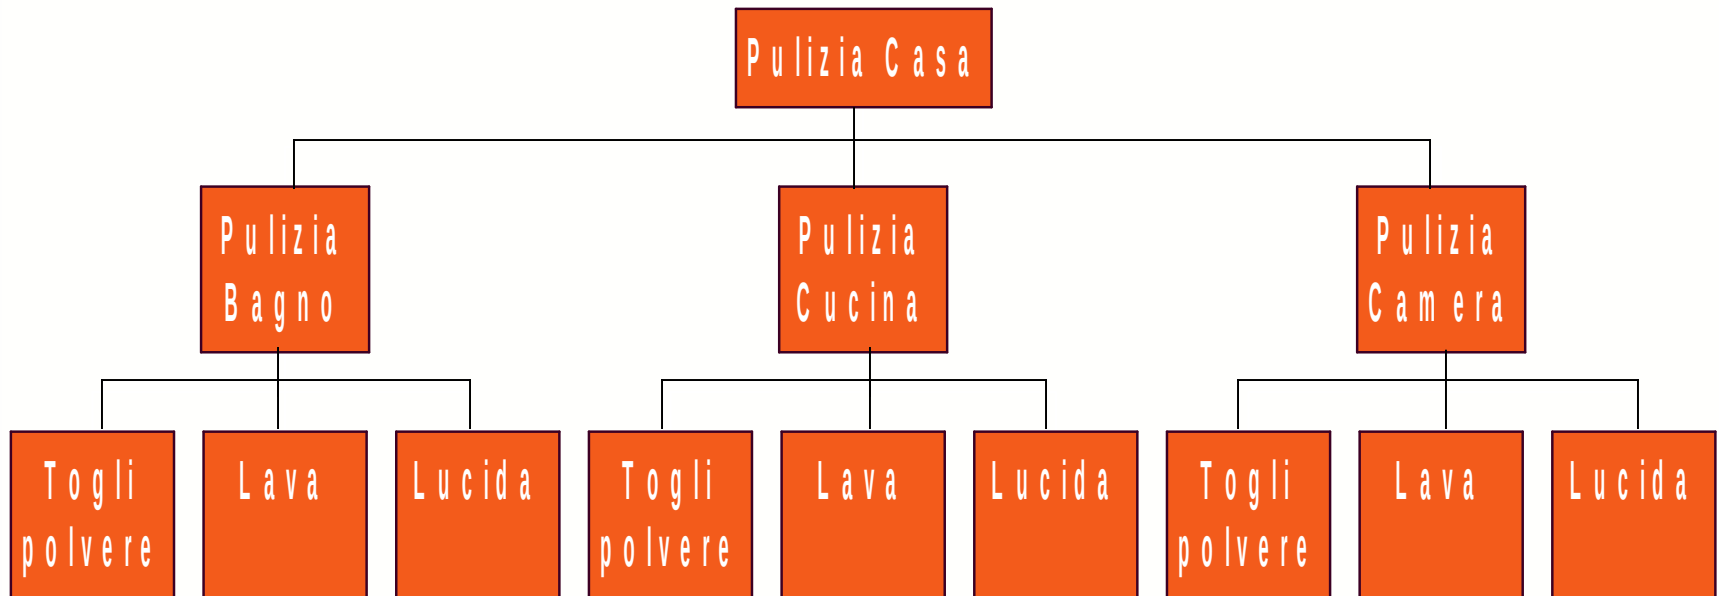 Pulizia Casa
Pulizia
Bagno
Pulizia
Cucina
Pulizia
Camera
Togli
polvere
Lava
Lucida
Togli
polvere
Lava
Lucida
Togli
polvere
Lava
Lucida